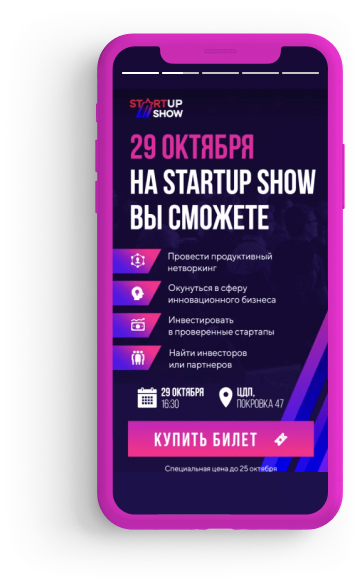 STARTUP
SHOW
29 ОКТЯБРЯ
НА STARTUP SHOW
ВЫ СМОЖЕТЕ
Провести продуктивный
нетворкинг
Окунуться в сферу
инновационного бизнеса
Инвестировать
в проверенные стартапы
Найти инвесторов
или партнеров
29 ОКТЯБРЯ
16:30
ЦДП,
ПОКРОВКА 47
КУПИТЬ БИЛЕТ
Специальная цена до 25 октября